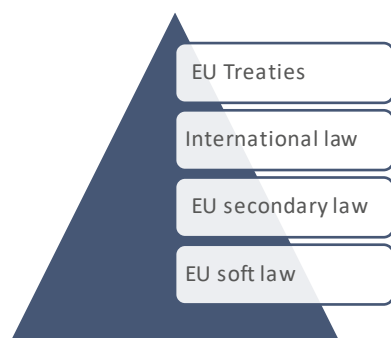 EU Treaties
International law
EU secondary law
EU soft law